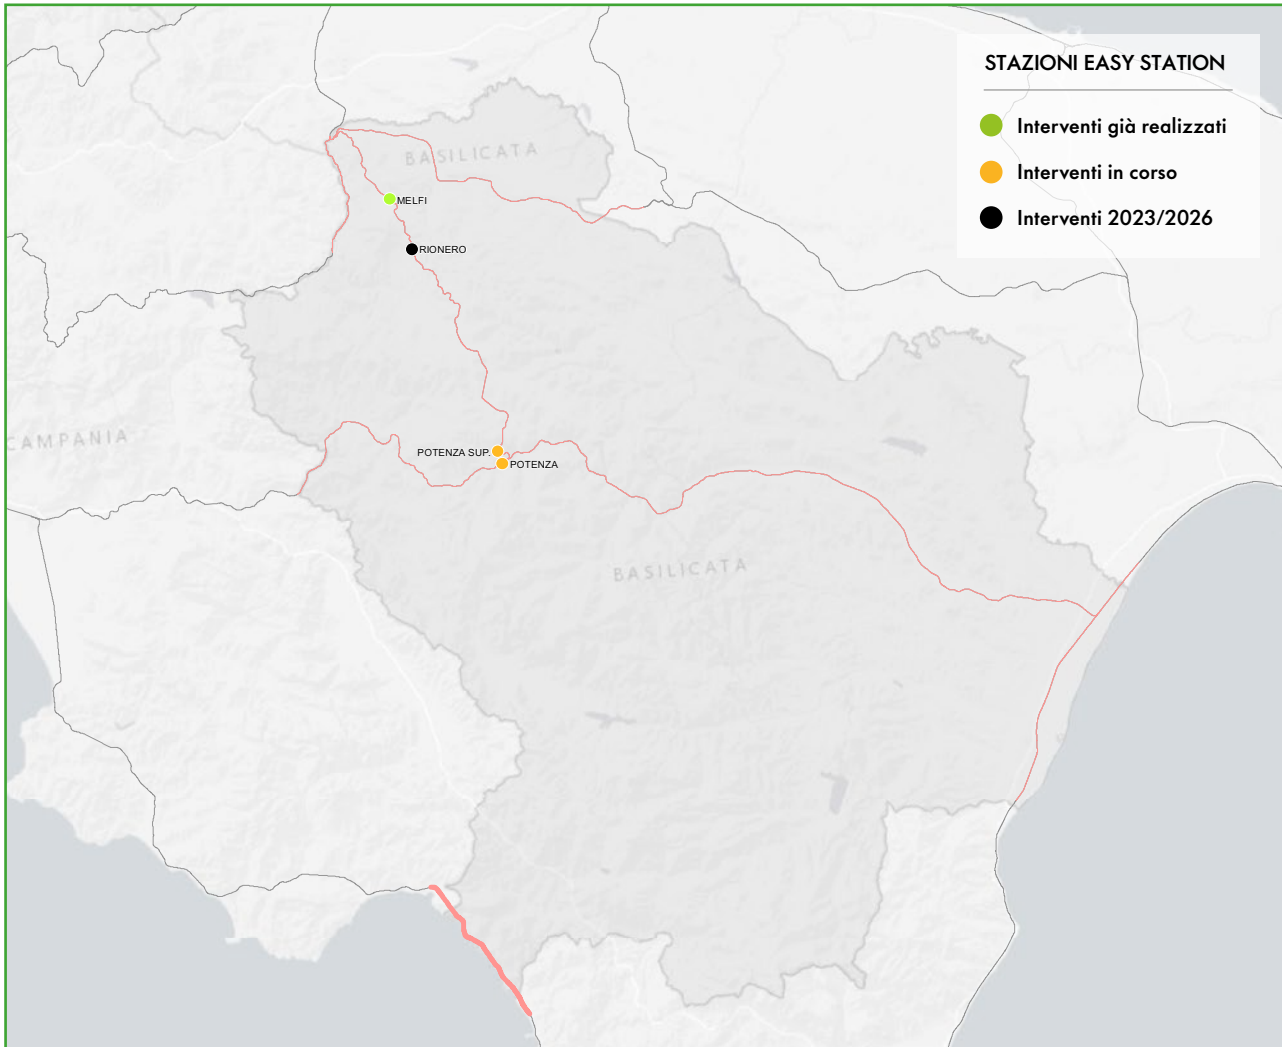 STAZIONI EASY STATION
Interventi già realizzati
Interventi in corso
Interventi 2023/2026
BASILICATA
MELFI
RIONERO
CAMPANIA
POTENZA SUP.
POTENZA
BASILICATA